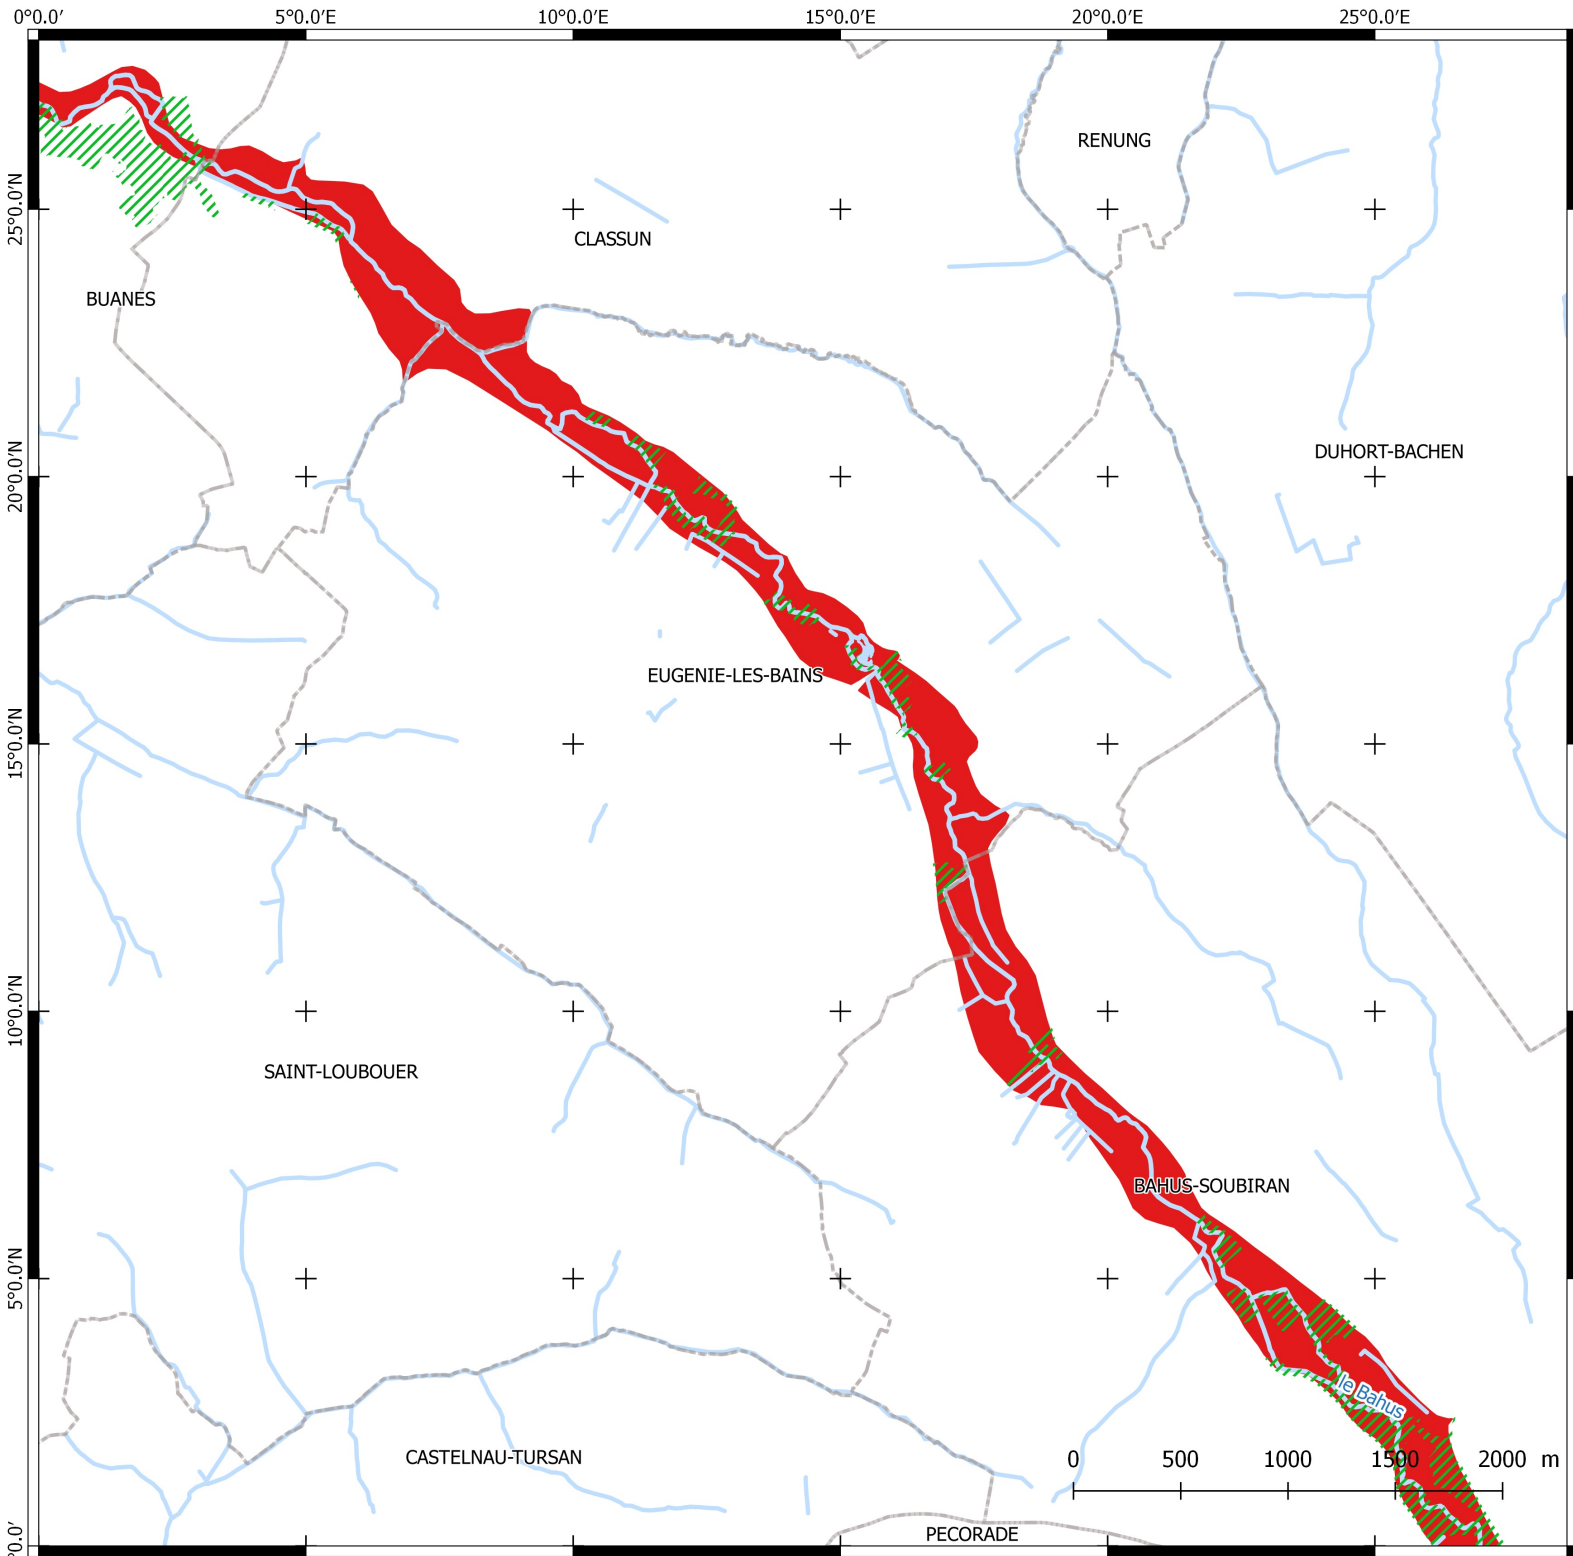 0°0.0′ 5°0.0′E 10°0.0′E 15°0.0′E 20°0.0′E 25°0.0′E
RENUNG
25°0.0′N
CLASSUN
BUANES
DUHORT-BACHEN
20°0.0′N
EUGENIE-LES-BAINS
15°0.0′N
10°0.0′N
SAINT-LOUBOUER
BAHUS-SOUBIRAN
5°0.0′N
le Bahus
CASTELNAU-TURSAN
0 500 1000 1500 2000 m
PECORADE
0°0.0′